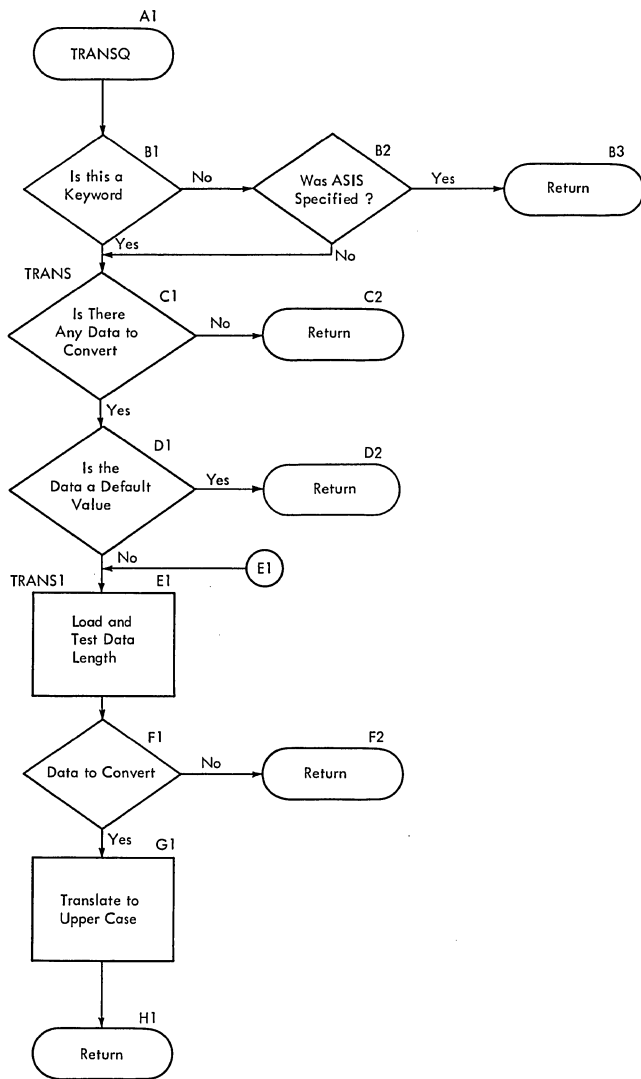 A1
TRANSQ
B1
Is this a
Keyword
No
B2
Was ASIS
Specified ?
Yes
B3
Return
Yes
No
TRANS
C1
Is There
Any Data to
Convert
No
C2
Return
Yes
D1
Is the
Data a Default
Value
Yes
D2
Return
No
E1
TRANS1
E1
Load and
Test Data
Length
F1
Data to Convert
No
F2
Return
Yes
G1
Translate to
Upper Case
H1
Return